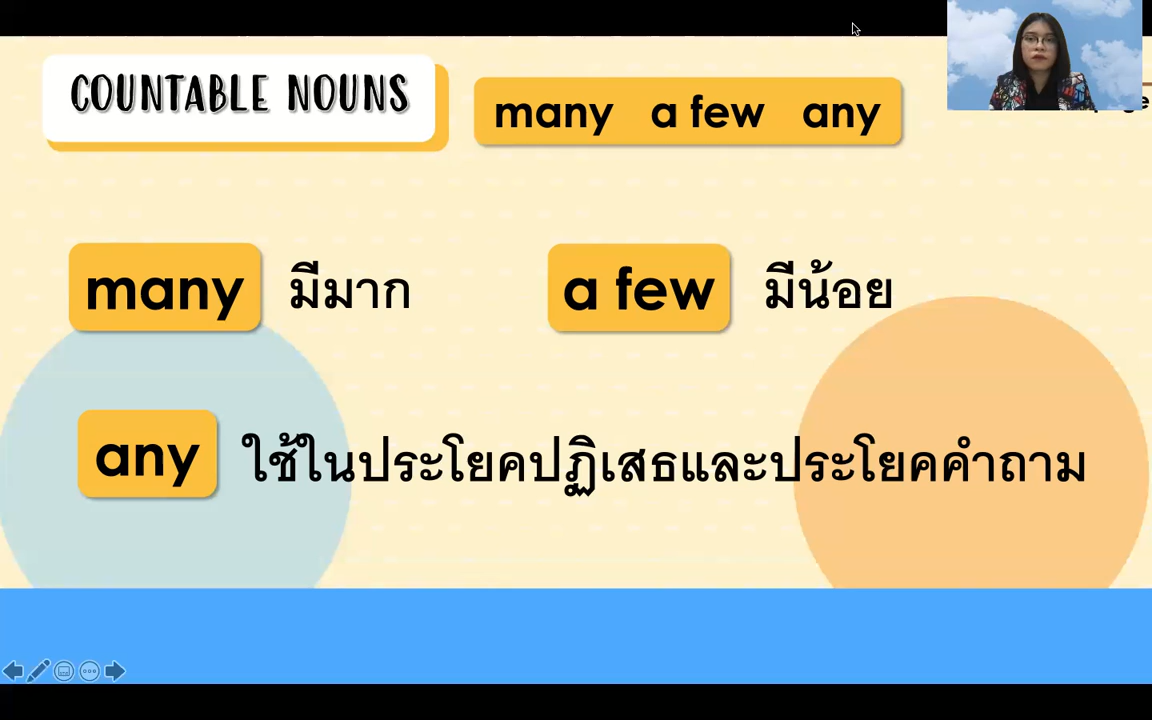 COUNTABLE NOUNS
many a few any
many มีมาก
a few มีน้อย
any ใช้ในประโยคปฏิเสธและประโยคคำถาม